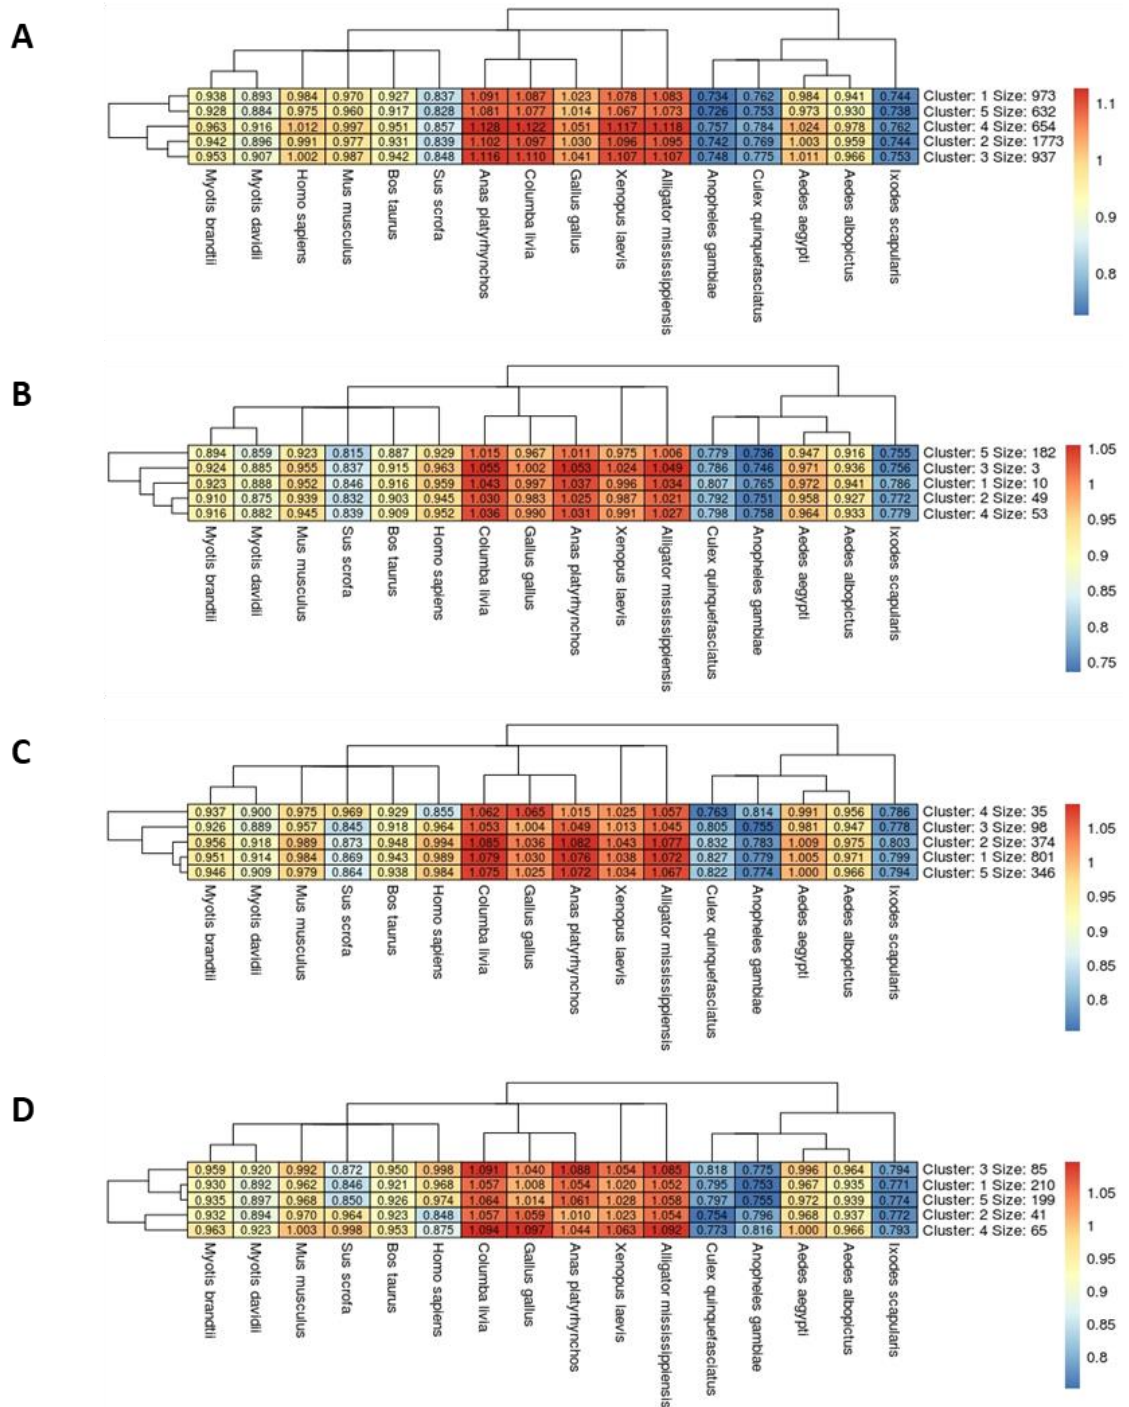 A
0.938 0.893 0.984 0.970 0.927 0.837 1.091 1.087 1.023 1.078 1.083 0.734 0.762 0.984 0.941 0.744 Cluster: 1 Size: 973
0.928 0.884 0.975 0.960 0.917 0.828 1.081 1.077 1.014 1.067 1.073 0.726 0.753 0.973 0.930 0.738 Cluster: 5 Size: 632
0.963 0.916 1.012 0.997 0.951 0.857 1.128 1.122 1.051 1.117 1.118 0.757 0.784 1.024 0.978 0.762 Cluster: 4 Size: 654
0.942 0.896 0.991 0.977 0.931 0.839 1.102 1.097 1.030 1.096 1.095 0.742 0.769 1.003 0.959 0.744 Cluster: 2 Size: 1773
0.953 0.907 1.002 0.987 0.942 0.848 1.116 1.110 1.041 1.107 1.107 0.748 0.775 1.011 0.966 0.753 Cluster: 3 Size: 937
Myotis brandtii
Myotis davidii
Homo sapiens
Mus musculus
Bos taurus
Sus scrofa
Anas platyrhynchos
Columba livia
Gallus gallus
Xenopus laevis
Alligator mississippiensis
Anopheles gambiae
Culex quinquefasciatus
Aedes aegypti
Aedes albopictus
Ixodes scapularis
1.1
1
0.9
0.8
B
0.894 0.859 0.923 0.815 0.887 0.929 1.015 0.967 1.011 0.975 1.006 0.779 0.736 0.947 0.916 0.755 Cluster: 5 Size: 182
0.924 0.885 0.955 0.837 0.915 0.963 1.055 1.002 1.053 1.024 1.049 0.786 0.746 0.971 0.936 0.756 Cluster: 3 Size: 3
0.923 0.888 0.952 0.846 0.916 0.959 1.043 0.997 1.037 0.996 1.034 0.807 0.765 0.972 0.941 0.786 Cluster: 1 Size: 10
0.910 0.875 0.939 0.832 0.903 0.945 1.030 0.983 1.025 0.987 1.021 0.792 0.751 0.958 0.927 0.772 Cluster: 2 Size: 49
0.916 0.882 0.945 0.839 0.909 0.952 1.036 0.990 1.031 0.991 1.027 0.798 0.758 0.964 0.933 0.779 Cluster: 4 Size: 53
Myotis brandtii
Myotis davidii
Mus musculus
Sus scrofa
Bos taurus
Homo sapiens
Columba livia
Gallus gallus
Anas platyrhynchos
Xenopus laevis
Alligator mississippiensis
Culex quinquefasciatus
Anopheles gambiae
Aedes aegypti
Aedes albopictus
Ixodes scapularis
1.05
1
0.95
0.9
0.85
0.8
0.75
C
0.937 0.900 0.975 0.969 0.929 0.855 1.062 1.065 1.015 1.025 1.057 0.763 0.814 0.991 0.956 0.786 Cluster: 4 Size: 35
0.926 0.889 0.957 0.845 0.918 0.964 1.053 1.004 1.049 1.013 1.045 0.805 0.755 0.981 0.947 0.778 Cluster: 3 Size: 98
0.956 0.918 0.989 0.873 0.948 0.994 1.085 1.036 1.082 1.043 1.077 0.832 0.783 1.009 0.975 0.803 Cluster: 2 Size: 374
0.951 0.914 0.984 0.869 0.943 0.989 1.079 1.030 1.076 1.038 1.072 0.827 0.779 1.005 0.971 0.799 Cluster: 1 Size: 801
0.946 0.909 0.979 0.864 0.938 0.984 1.075 1.025 1.072 1.034 1.067 0.822 0.774 1.000 0.966 0.794 Cluster: 5 Size: 346
Myotis brandtii
Myotis davidii
Mus musculus
Sus scrofa
Bos taurus
Homo sapiens
Columba livia
Gallus gallus
Anas platyrhynchos
Xenopus laevis
Alligator mississippiensis
Culex quinquefasciatus
Anopheles gambiae
Aedes aegypti
Aedes albopictus
Ixodes scapularis
1.05
1
0.95
0.9
0.85
0.8
D
0.959 0.920 0.992 0.872 0.950 0.998 1.091 1.040 1.088 1.054 1.085 0.818 0.775 0.996 0.964 0.794 Cluster: 3 Size: 85
0.930 0.892 0.962 0.846 0.921 0.968 1.057 1.008 1.054 1.020 1.052 0.795 0.753 0.967 0.935 0.771 Cluster: 1 Size: 210
0.935 0.897 0.968 0.850 0.926 0.974 1.064 1.014 1.061 1.028 1.058 0.797 0.755 0.972 0.939 0.774 Cluster: 5 Size: 199
0.932 0.894 0.970 0.964 0.923 0.848 1.057 1.059 1.010 1.023 1.054 0.754 0.796 0.968 0.937 0.772 Cluster: 2 Size: 41
0.963 0.923 1.003 0.998 0.953 0.875 1.094 1.097 1.044 1.063 1.092 0.773 0.816 1.000 0.966 0.793 Cluster: 4 Size: 65
Myotis brandtii
Myotis davidii
Mus musculus
Sus scrofa
Bos taurus
Homo sapiens
Columba livia
Gallus gallus
Anas platyrhynchos
Xenopus laevis
Alligator mississippiensis
Culex quinquefasciatus
Anopheles gambiae
Aedes aegypti
Aedes albopictus
Ixodes scapularis
1.05
1
0.95
0.9
0.85
0.8